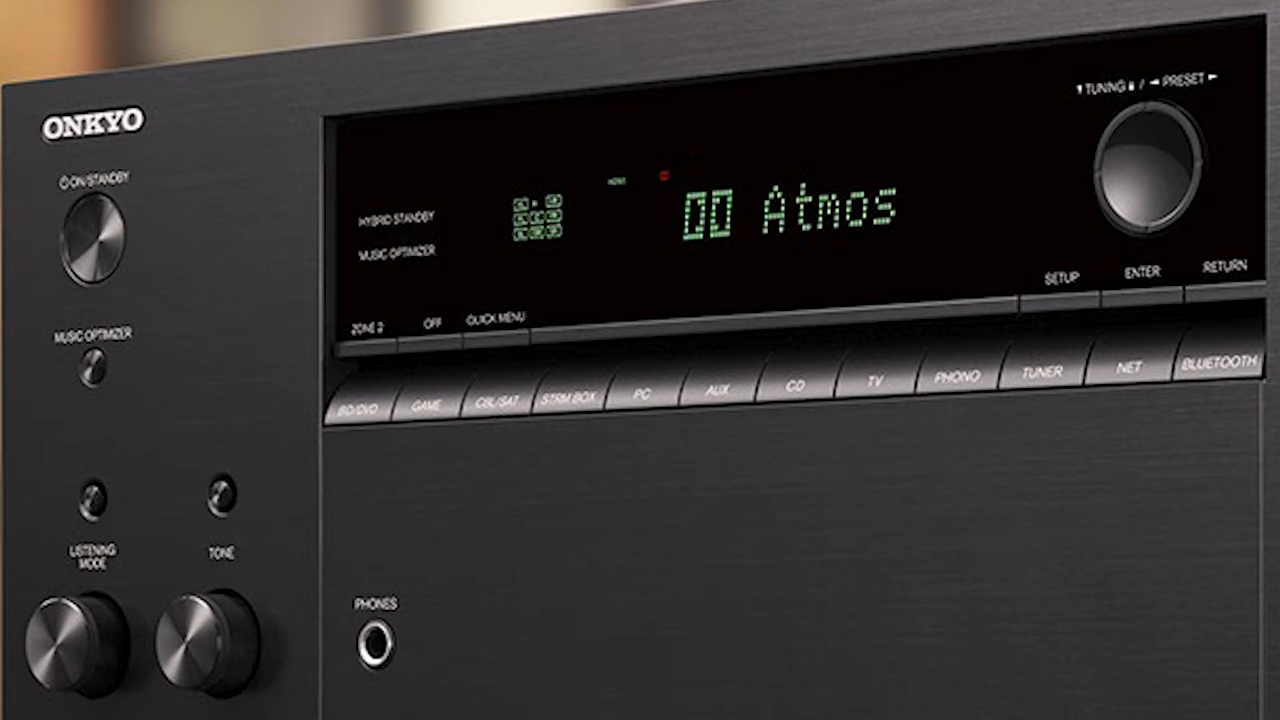 ONKYO
ON/STANDBY
MUSIC OPTIMIZER
LISTENING
MODE
TONE
HYBRID STANDBY
MUSIC OPTIMIZER
Atmos
TUNING / PRESET
ZONE 2 OFF QUICK MENU
SETUP ENTER RETURN
BD/DVD GAME CBL/SAT STRM BOX PC AUX CD TV PHONO TUNER NET BLUETOOTH
PHONES